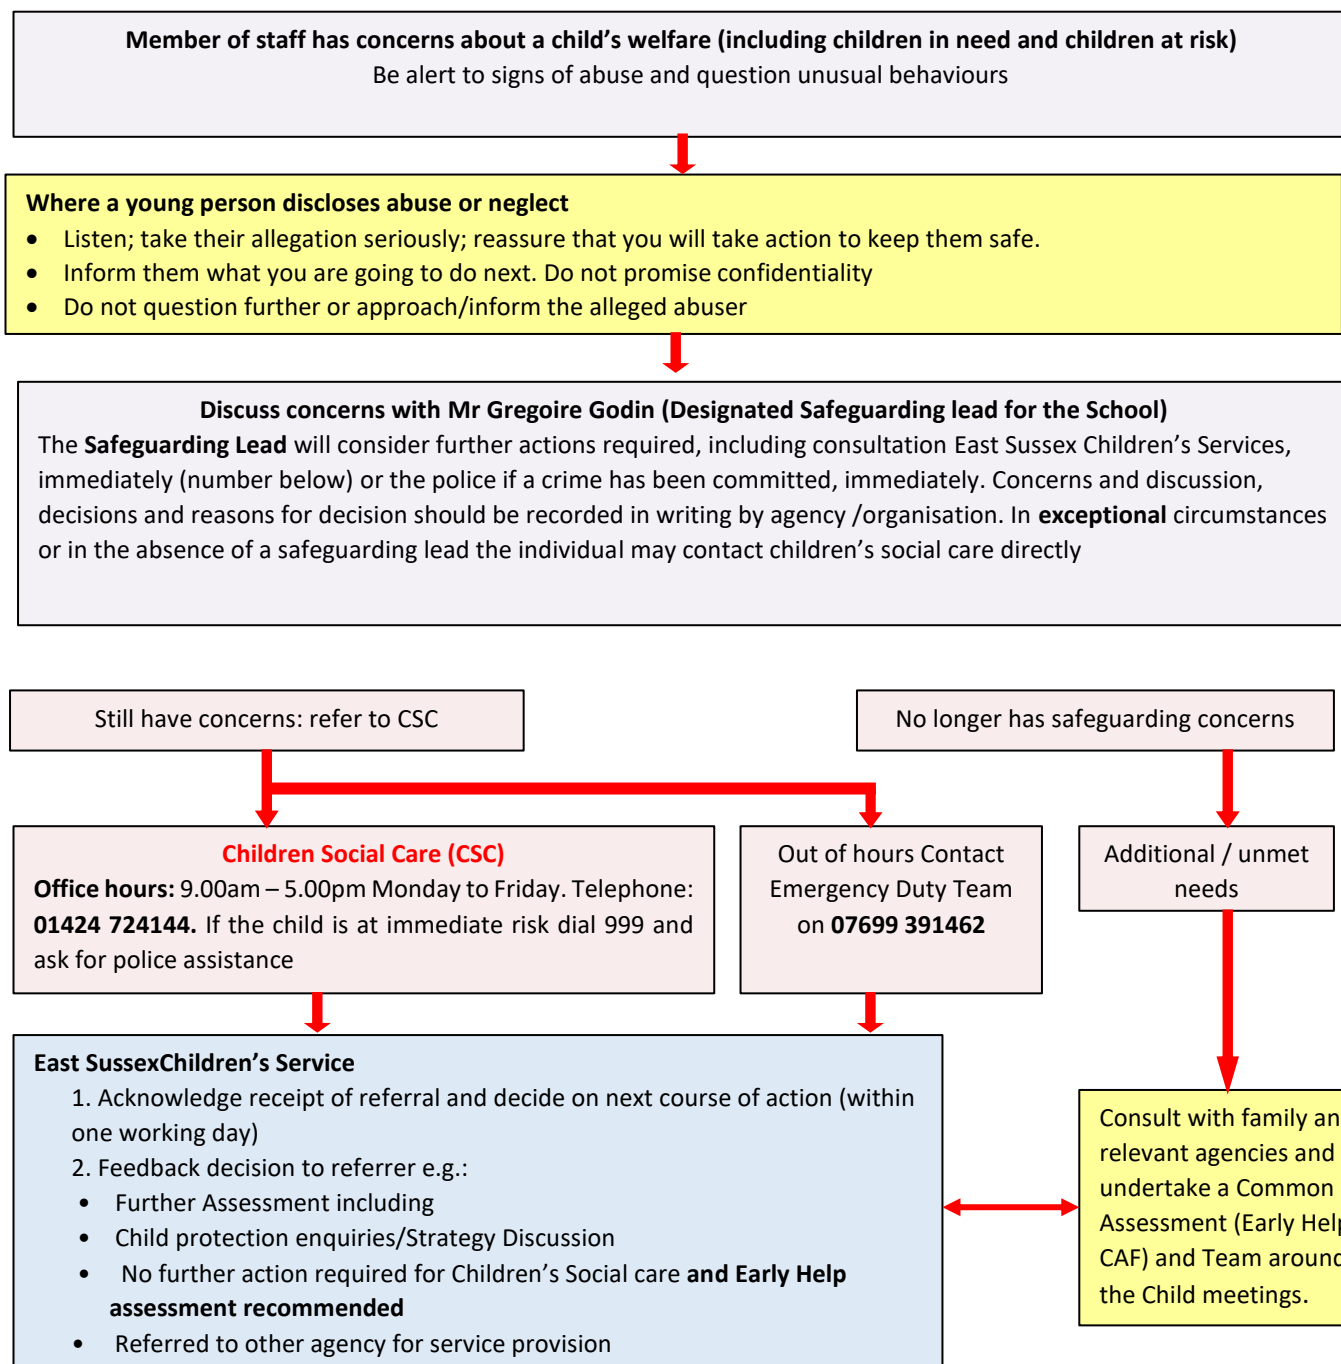 Member of staff has concerns about a child’s welfare (including children in need and children at risk)
Be alert to signs of abuse and question unusual behaviours
Where a young person discloses abuse or neglect
• Listen; take their allegation seriously; reassure that you will take action to keep them safe.
• Inform them what you are going to do next. Do not promise confidentiality
• Do not question further or approach/inform the alleged abuser
Discuss concerns with Mr Gregoire Godin (Designated Safeguarding lead for the School)
The Safeguarding Lead will consider further actions required, including consultation East Sussex Children’s Services,
immediately (number below) or the police if a crime has been committed, immediately. Concerns and discussion,
decisions and reasons for decision should be recorded in writing by agency /organisation. In exceptional circumstances
or in the absence of a safeguarding lead the individual may contact children’s social care directly
Still have concerns: refer to CSC
No longer has safeguarding concerns
Children Social Care (CSC)
Office hours: 9.00am – 5.00pm Monday to Friday. Telephone:
01424 724144. If the child is at immediate risk dial 999 and
ask for police assistance
Out of hours Contact
Emergency Duty Team
on 07699 391462
Additional / unmet
needs
East SussexChildren’s Service
1. Acknowledge receipt of referral and decide on next course of action (within
one working day)
2. Feedback decision to referrer e.g.:
• Further Assessment including
• Child protection enquiries/Strategy Discussion
• No further action required for Children’s Social care and Early Help
assessment recommended
• Referred to other agency for service provision
Consult with family an
relevant agencies and
undertake a Common
Assessment (Early Help
CAF) and Team around
the Child meetings.